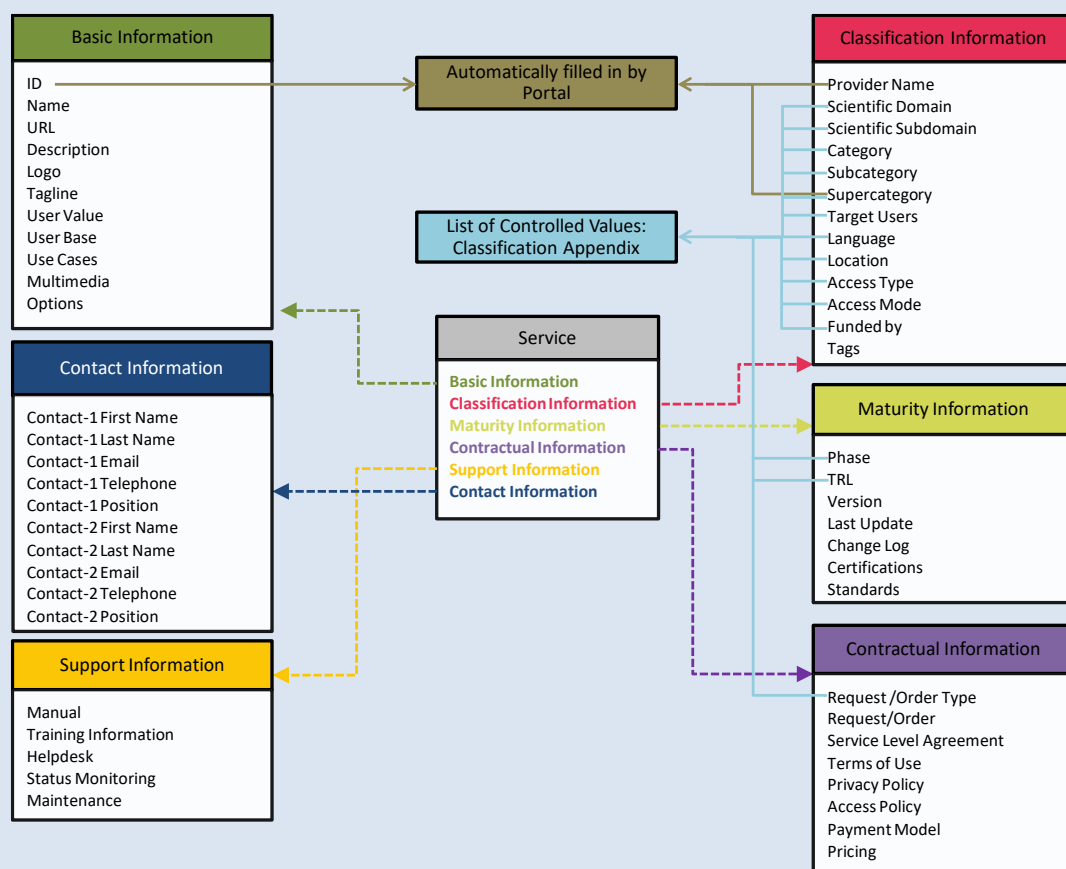 Basic Information
ID
Name
URL
Description
Logo
Tagline
User Value
User Base
Use Cases
Multimedia
Options
Contact Information
Contact-1 First Name
Contact-1 Last Name
Contact-1 Email
Contact-1 Telephone
Contact-1 Position
Contact-2 First Name
Contact-2 Last Name
Contact-2 Email
Contact-2 Telephone
Contact-2 Position
Support Information
Manual
Training Information
Helpdesk
Status Monitoring
Maintenance
Automatically filled in by
Portal
List of Controlled Values:
Classification Appendix
Service
Basic Information
Classification Information
Maturity Information
Contractual Information
Support Information
Contact Information
Classification Information
Provider Name
Scientific Domain
Scientific Subdomain
Category
Subcategory
Supercategory
Target Users
Language
Location
Access Type
Access Mode
Funded by
Tags
Maturity Information
Phase
TRL
Version
Last Update
Change Log
Certifications
Standards
Contractual Information
Request /Order Type
Request/Order
Service Level Agreement
Terms of Use
Privacy Policy
Access Policy
Payment Model
Pricing